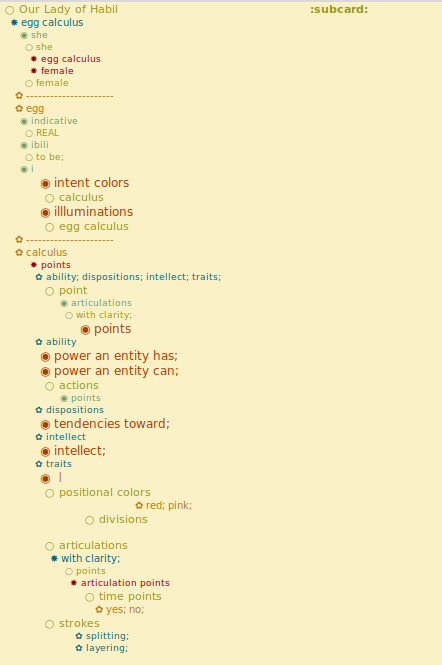 Our Lady of Habil :subcard:
egg calculus
she
she
egg calculus
female
female
----------------------
egg
indicative
REAL
ibili
to be;
i
intent colors
calculus
illluminations
egg calculus
----------------------
calculus
points
ability; dispositions; intellect; traits;
point
articulations
with clarity;
points
ability
power an entity has;
power an entity can;
actions
points
dispositions
tendencies toward;
intellect
intellect;
traits
|
positional colors
red; pink;
divisions
articulations
with clarity;
points
articulation points
time points
yes; no;
strokes
splitting;
layering;